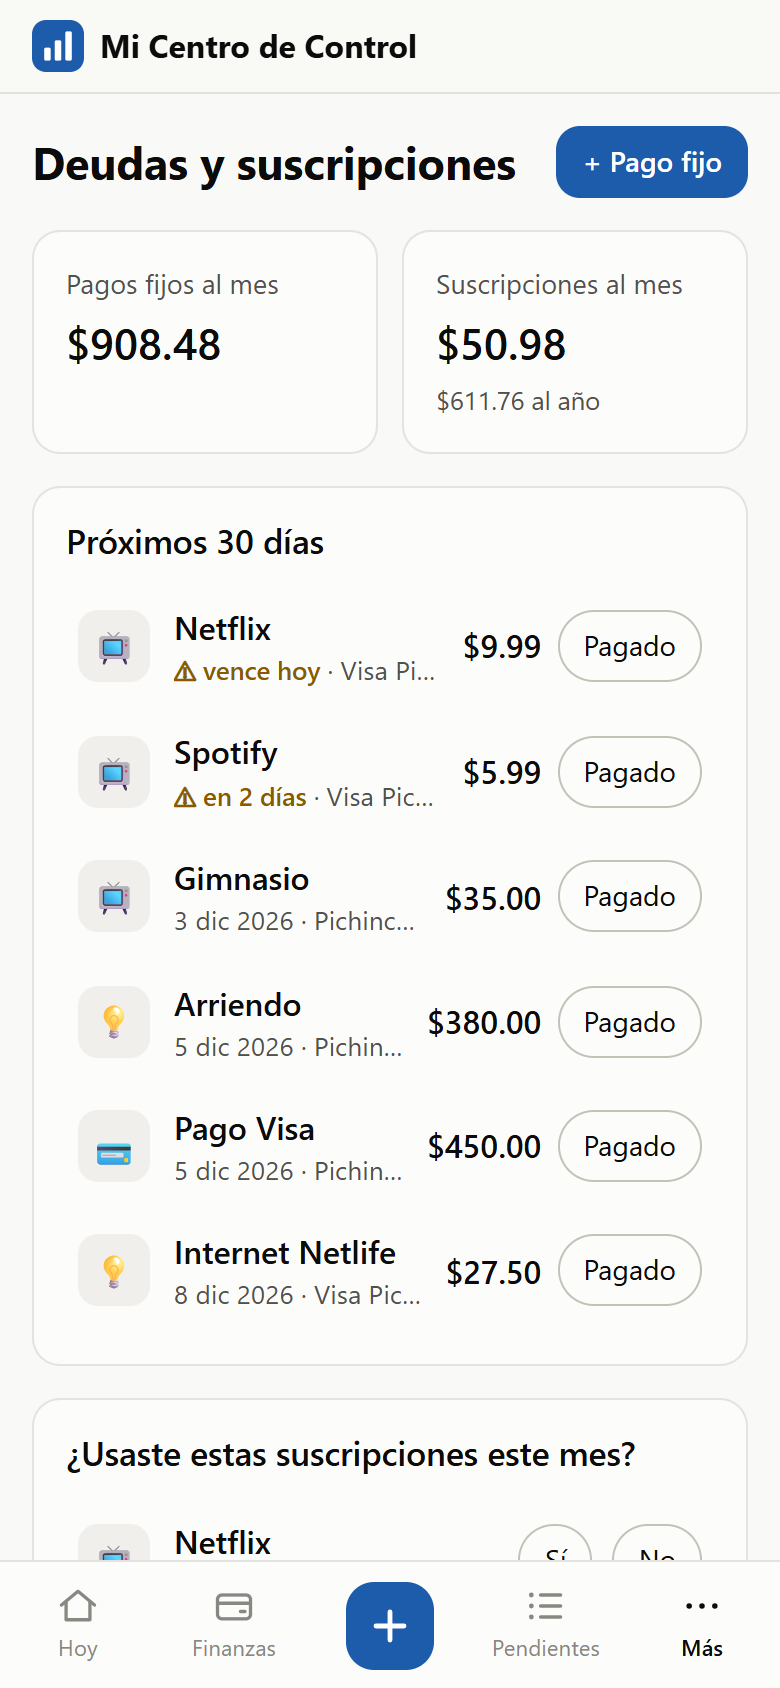 Mi Centro de Control
Deudas y suscripciones
+ Pago fijo
Pagos fijos al mes
$908.48
Suscripciones al mes
$50.98
$611.76 al año
Próximos 30 días
Netflix
⚠ vence hoy · Visa Pi...
$9.99
Pagado
Spotify
⚠ en 2 días · Visa Pic...
$5.99
Pagado
Gimnasio
3 dic 2026 · Pichinc...
$35.00
Pagado
Arriendo
5 dic 2026 · Pichin...
$380.00
Pagado
Pago Visa
5 dic 2026 · Pichin...
$450.00
Pagado
Internet Netlife
8 dic 2026 · Visa Pic...
$27.50
Pagado
¿Usaste estas suscripciones este mes?
Netflix
Sí
No
Hoy
Finanzas
Pendientes
Más